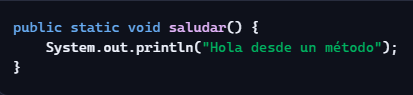 public static void saludar() {
    System.out.println("Hola desde un método");
}